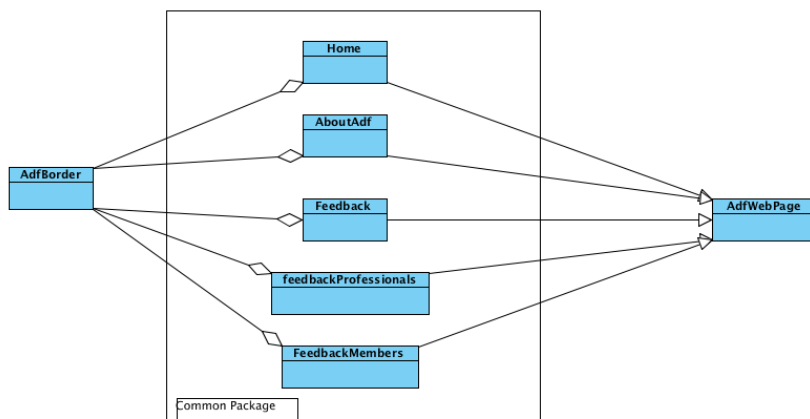 Home
AboutAdf
AdfBorder
Feedback
AdfWebPage
feedbackProfessionals
FeedbackMembers
Common Package